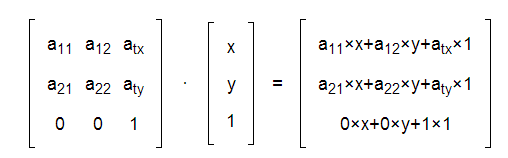 a11 a12 atx x a11×x+a12×y+atx×1
a21 a22 aty · y = a21×x+a22×y+aty×1
0 0 1 1 0×x+0×y+1×1